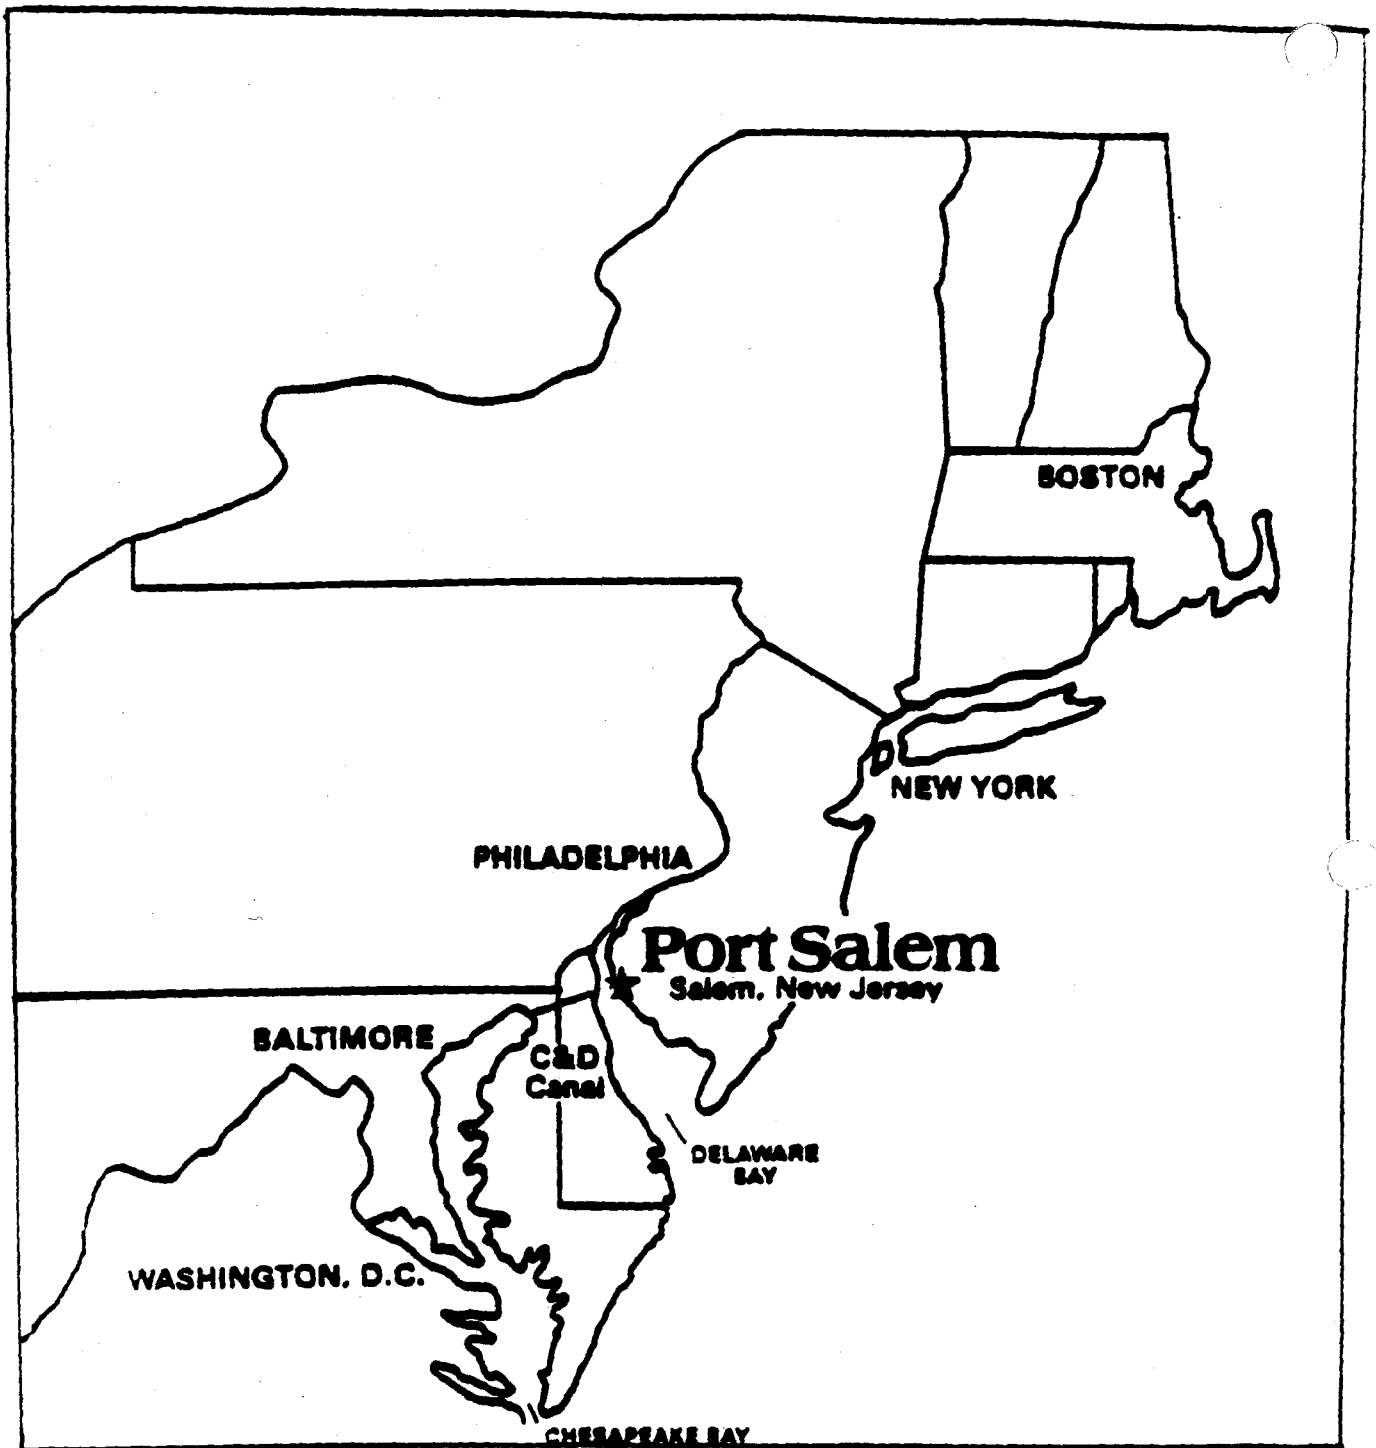 BOSTON
NEW YORK
PHILADELPHIA
Port Salem
Salem, New Jersey
BALTIMORE
C&D
Canal
DELAWARE
BAY
WASHINGTON, D.C.
CHESAPEAKE BAY